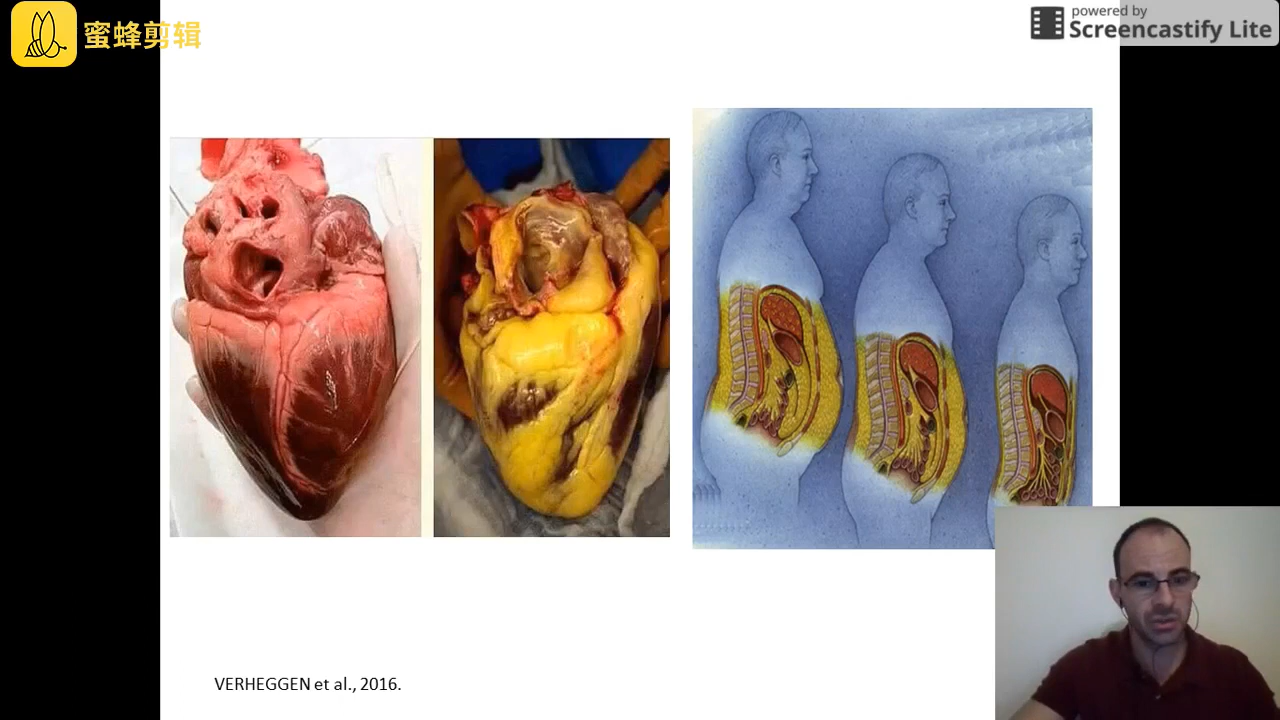 蜜蜂剪辑
powered by
Screencastify Lite
VERHEGGEN et al., 2016.